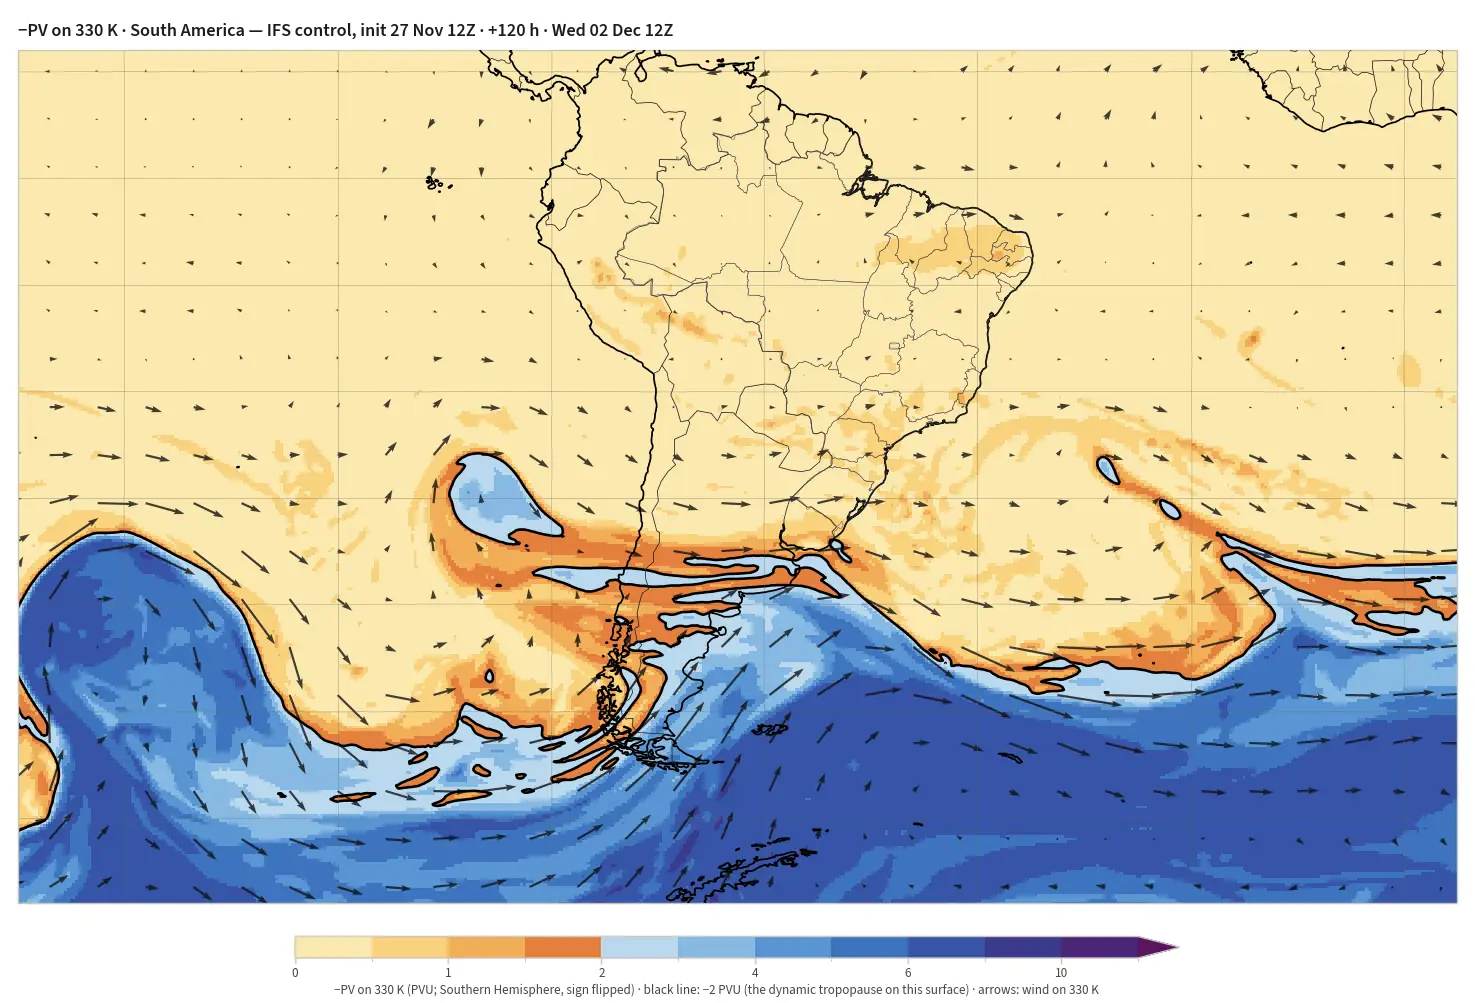 −PV on 330 K · South America — IFS control, init 27 Nov 12Z · +120 h · Wed 02 Dec 12Z
0 1 2 4 6 10
−PV on 330 K (PVU; Southern Hemisphere, sign flipped) · black line: −2 PVU (the dynamic tropopause on this surface) · arrows: wind on 330 K